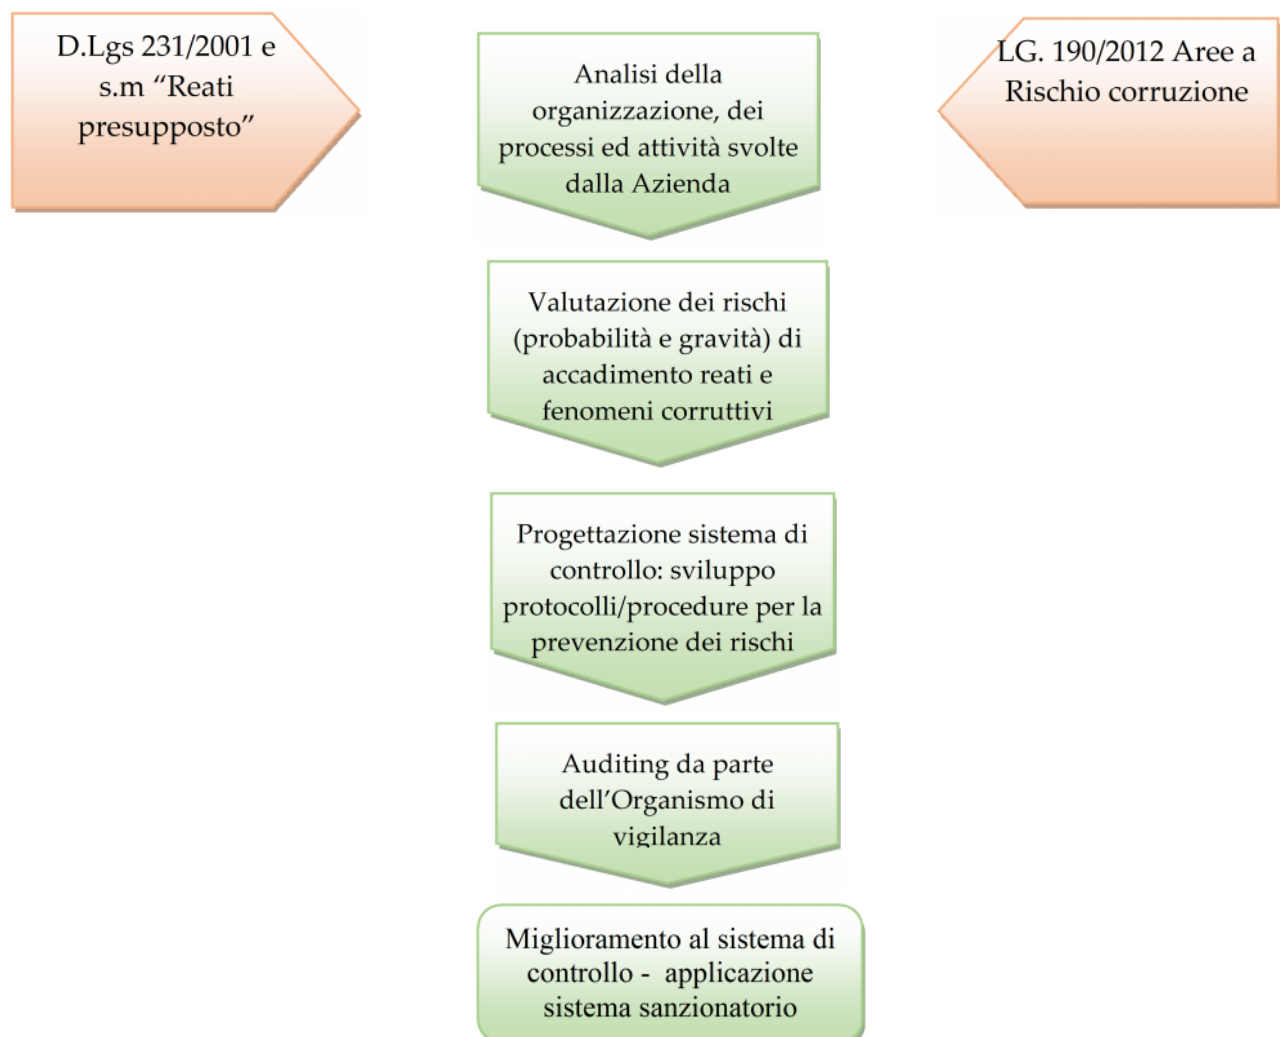 D.Lgs 231/2001 e
s.m “Reati
presupposto”
Analisi della
organizzazione, dei
processi ed attività svolte
dalla Azienda
LG. 190/2012 Aree a
Rischio corruzione
Valutazione dei rischi
(probabilità e gravità) di
accadimento reati e
fenomeni corruttivi
Progettazione sistema di
controllo: sviluppo
protocolli/procedure per la
prevenzione dei rischi
Auditing da parte
dell’Organismo di
vigilanza
Miglioramento al sistema di
controllo -  applicazione
sistema sanzionatorio